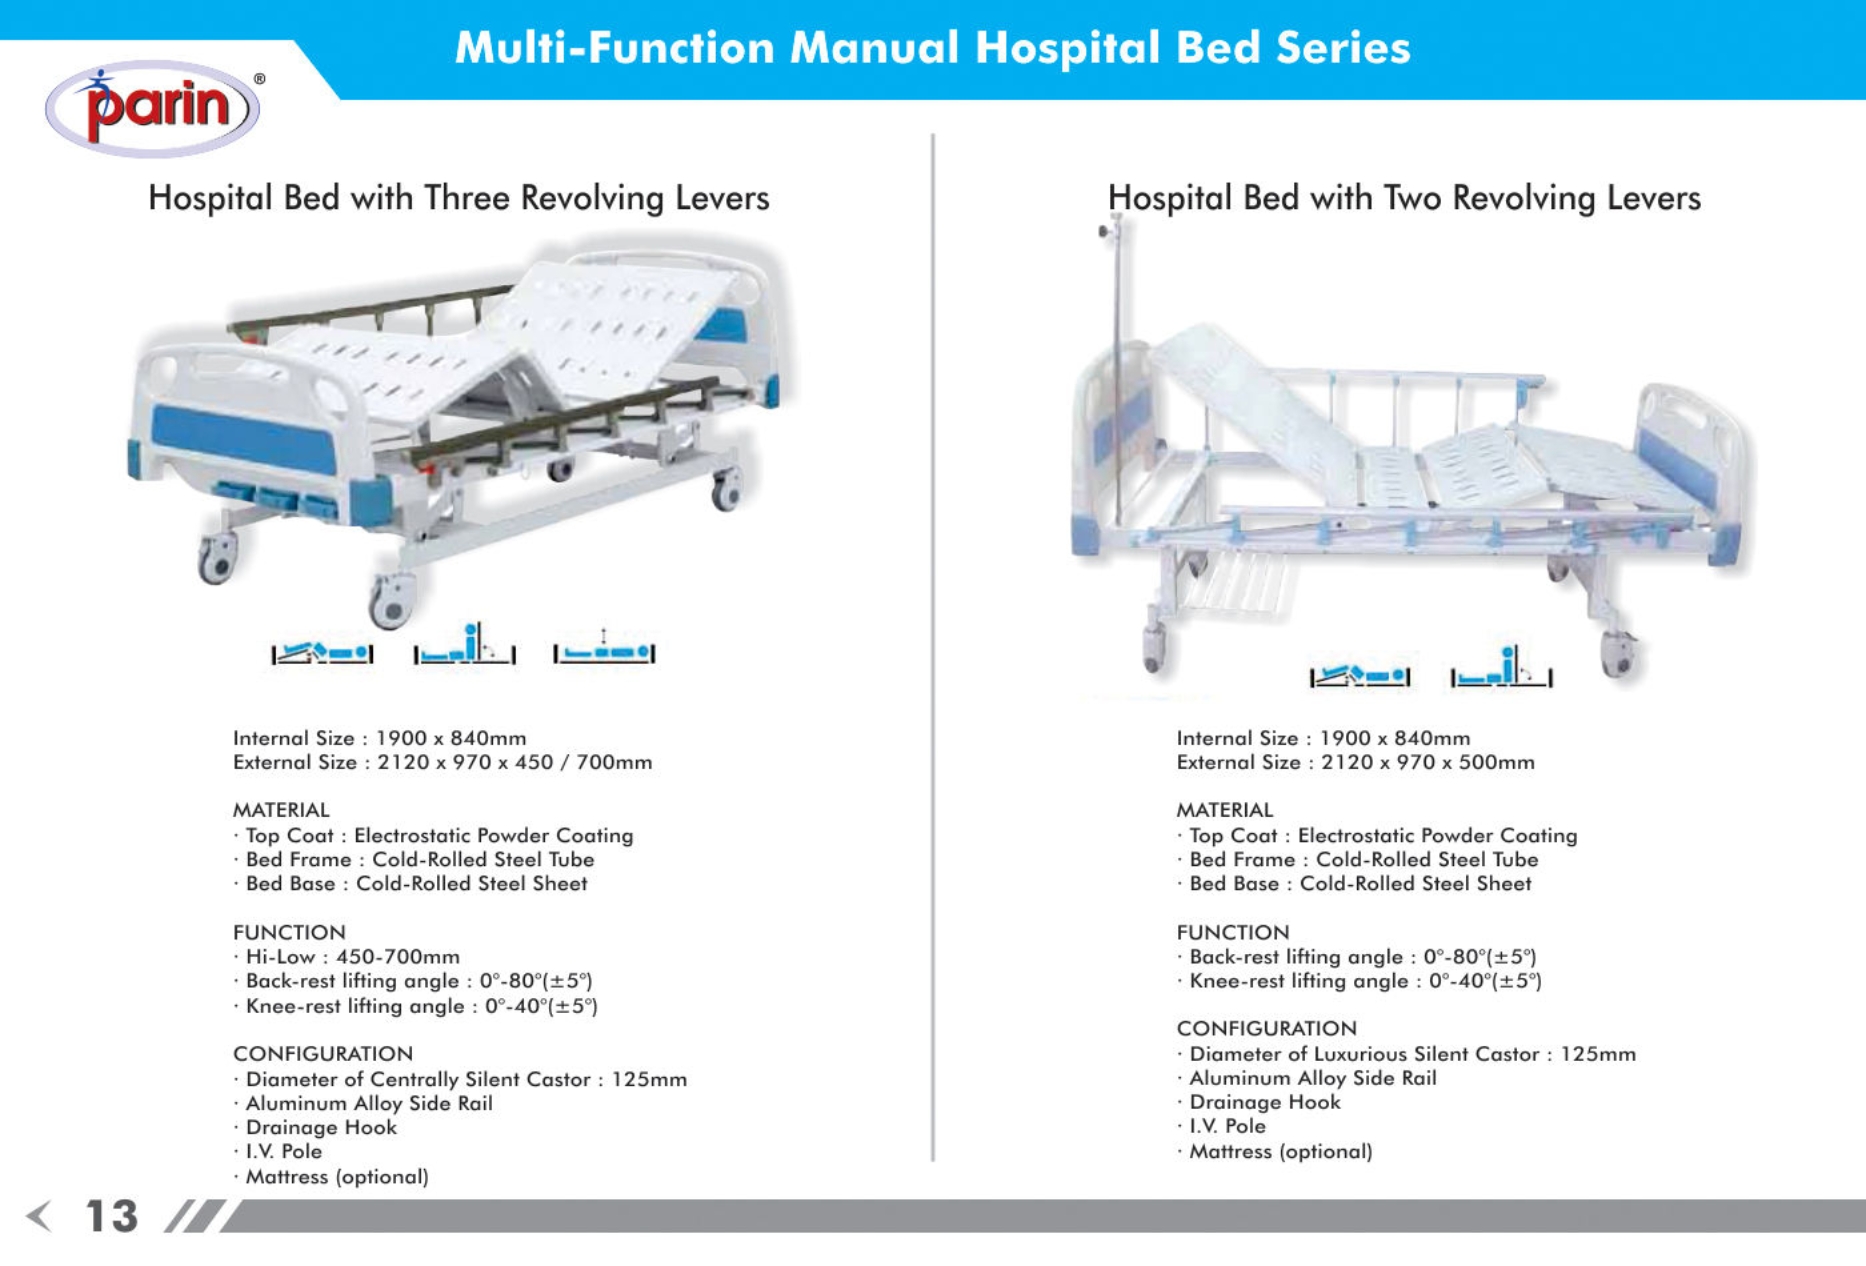 Multi-Function Manual Hospital Bed Series
parin®
Hospital Bed with Three Revolving Levers
Internal Size : 1900 x 840mm
External Size : 2120 x 970 x 450 / 700mm
MATERIAL
· Top Coat : Electrostatic Powder Coating
· Bed Frame : Cold-Rolled Steel Tube
· Bed Base : Cold-Rolled Steel Sheet
FUNCTION
· Hi-Low : 450-700mm
· Back-rest lifting angle : 0°-80°(±5°)
· Knee-rest lifting angle : 0°-40°(±5°)
CONFIGURATION
· Diameter of Centrally Silent Castor : 125mm
· Aluminum Alloy Side Rail
· Drainage Hook
· I.V. Pole
· Mattress (optional)
Hospital Bed with Two Revolving Levers
Internal Size : 1900 x 840mm
External Size : 2120 x 970 x 500mm
MATERIAL
· Top Coat : Electrostatic Powder Coating
· Bed Frame : Cold-Rolled Steel Tube
· Bed Base : Cold-Rolled Steel Sheet
FUNCTION
· Back-rest lifting angle : 0°-80°(±5°)
· Knee-rest lifting angle : 0°-40°(±5°)
CONFIGURATION
· Diameter of Luxurious Silent Castor : 125mm
· Aluminum Alloy Side Rail
· Drainage Hook
· I.V. Pole
· Mattress (optional)
13